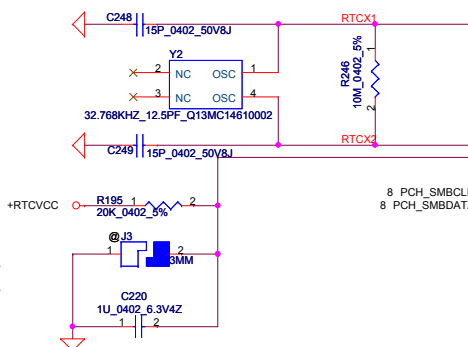 C248
15P_0402_50V8J
RTCX1
Y2
2 NC OSC 1
3 NC OSC 4
32.768KHZ_12.5PF_Q13MC14610002
R246
10M_0402_5%
1
2
RTCX2
C249
15P_0402_50V8J
8 PCH_SMBCL
8 PCH_SMBDAT
+RTCVCC
R195
1 2
20K_0402_5%
@J3
1 2
3MM
C220
1U_0402_6.3V4Z
1 2